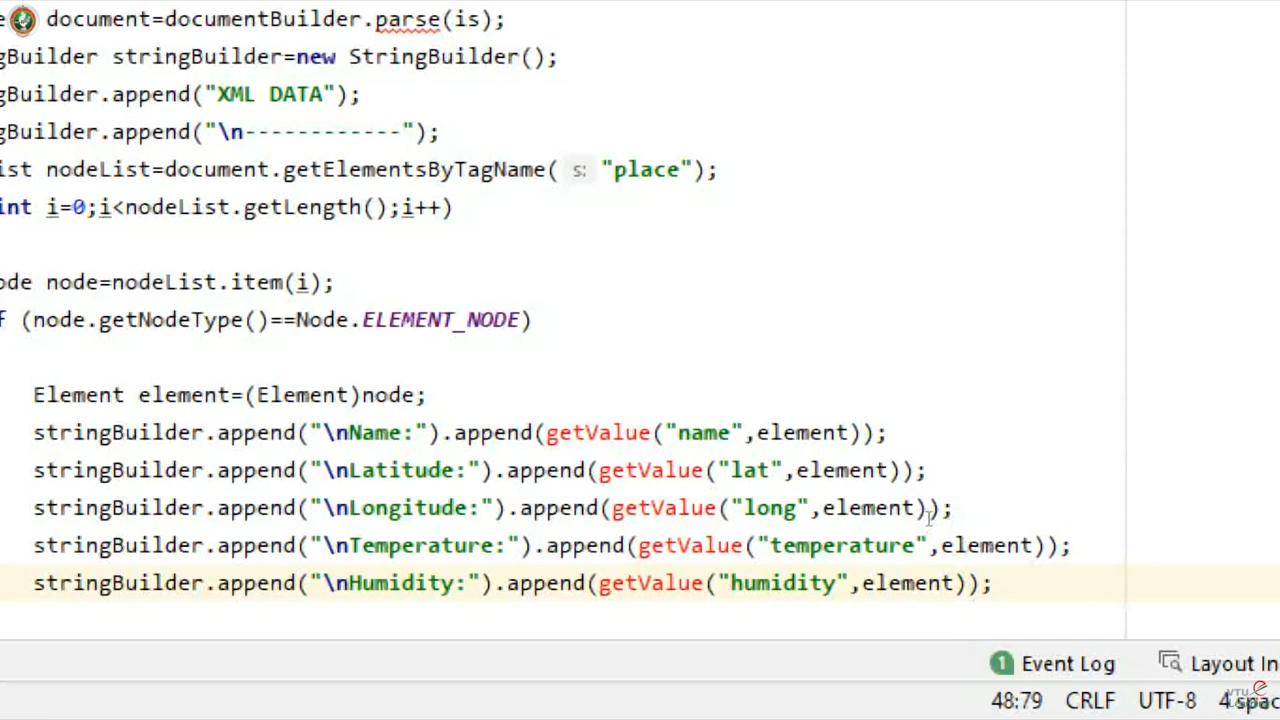 document=documentBuilder.parse(is);
gBuilder stringBuilder=new StringBuilder();
gBuilder.append("XML DATA");
gBuilder.append("\n------------");
ist nodeList=document.getElementsByTagName( s: "place");
int i=0;i<nodeList.getLength();i++)
ode node=nodeList.item(i);
f (node.getNodeType()==Node.ELEMENT_NODE)
Element element=(Element)node;
stringBuilder.append("\nName:").append(getValue("name",element));
stringBuilder.append("\nLatitude:").append(getValue("lat",element));
stringBuilder.append("\nLongitude:").append(getValue("long",element));
stringBuilder.append("\nTemperature:").append(getValue("temperature",element));
stringBuilder.append("\nHumidity:").append(getValue("humidity",element));
1 Event Log Layout In
48:79 CRLF UTF-8 4 spac